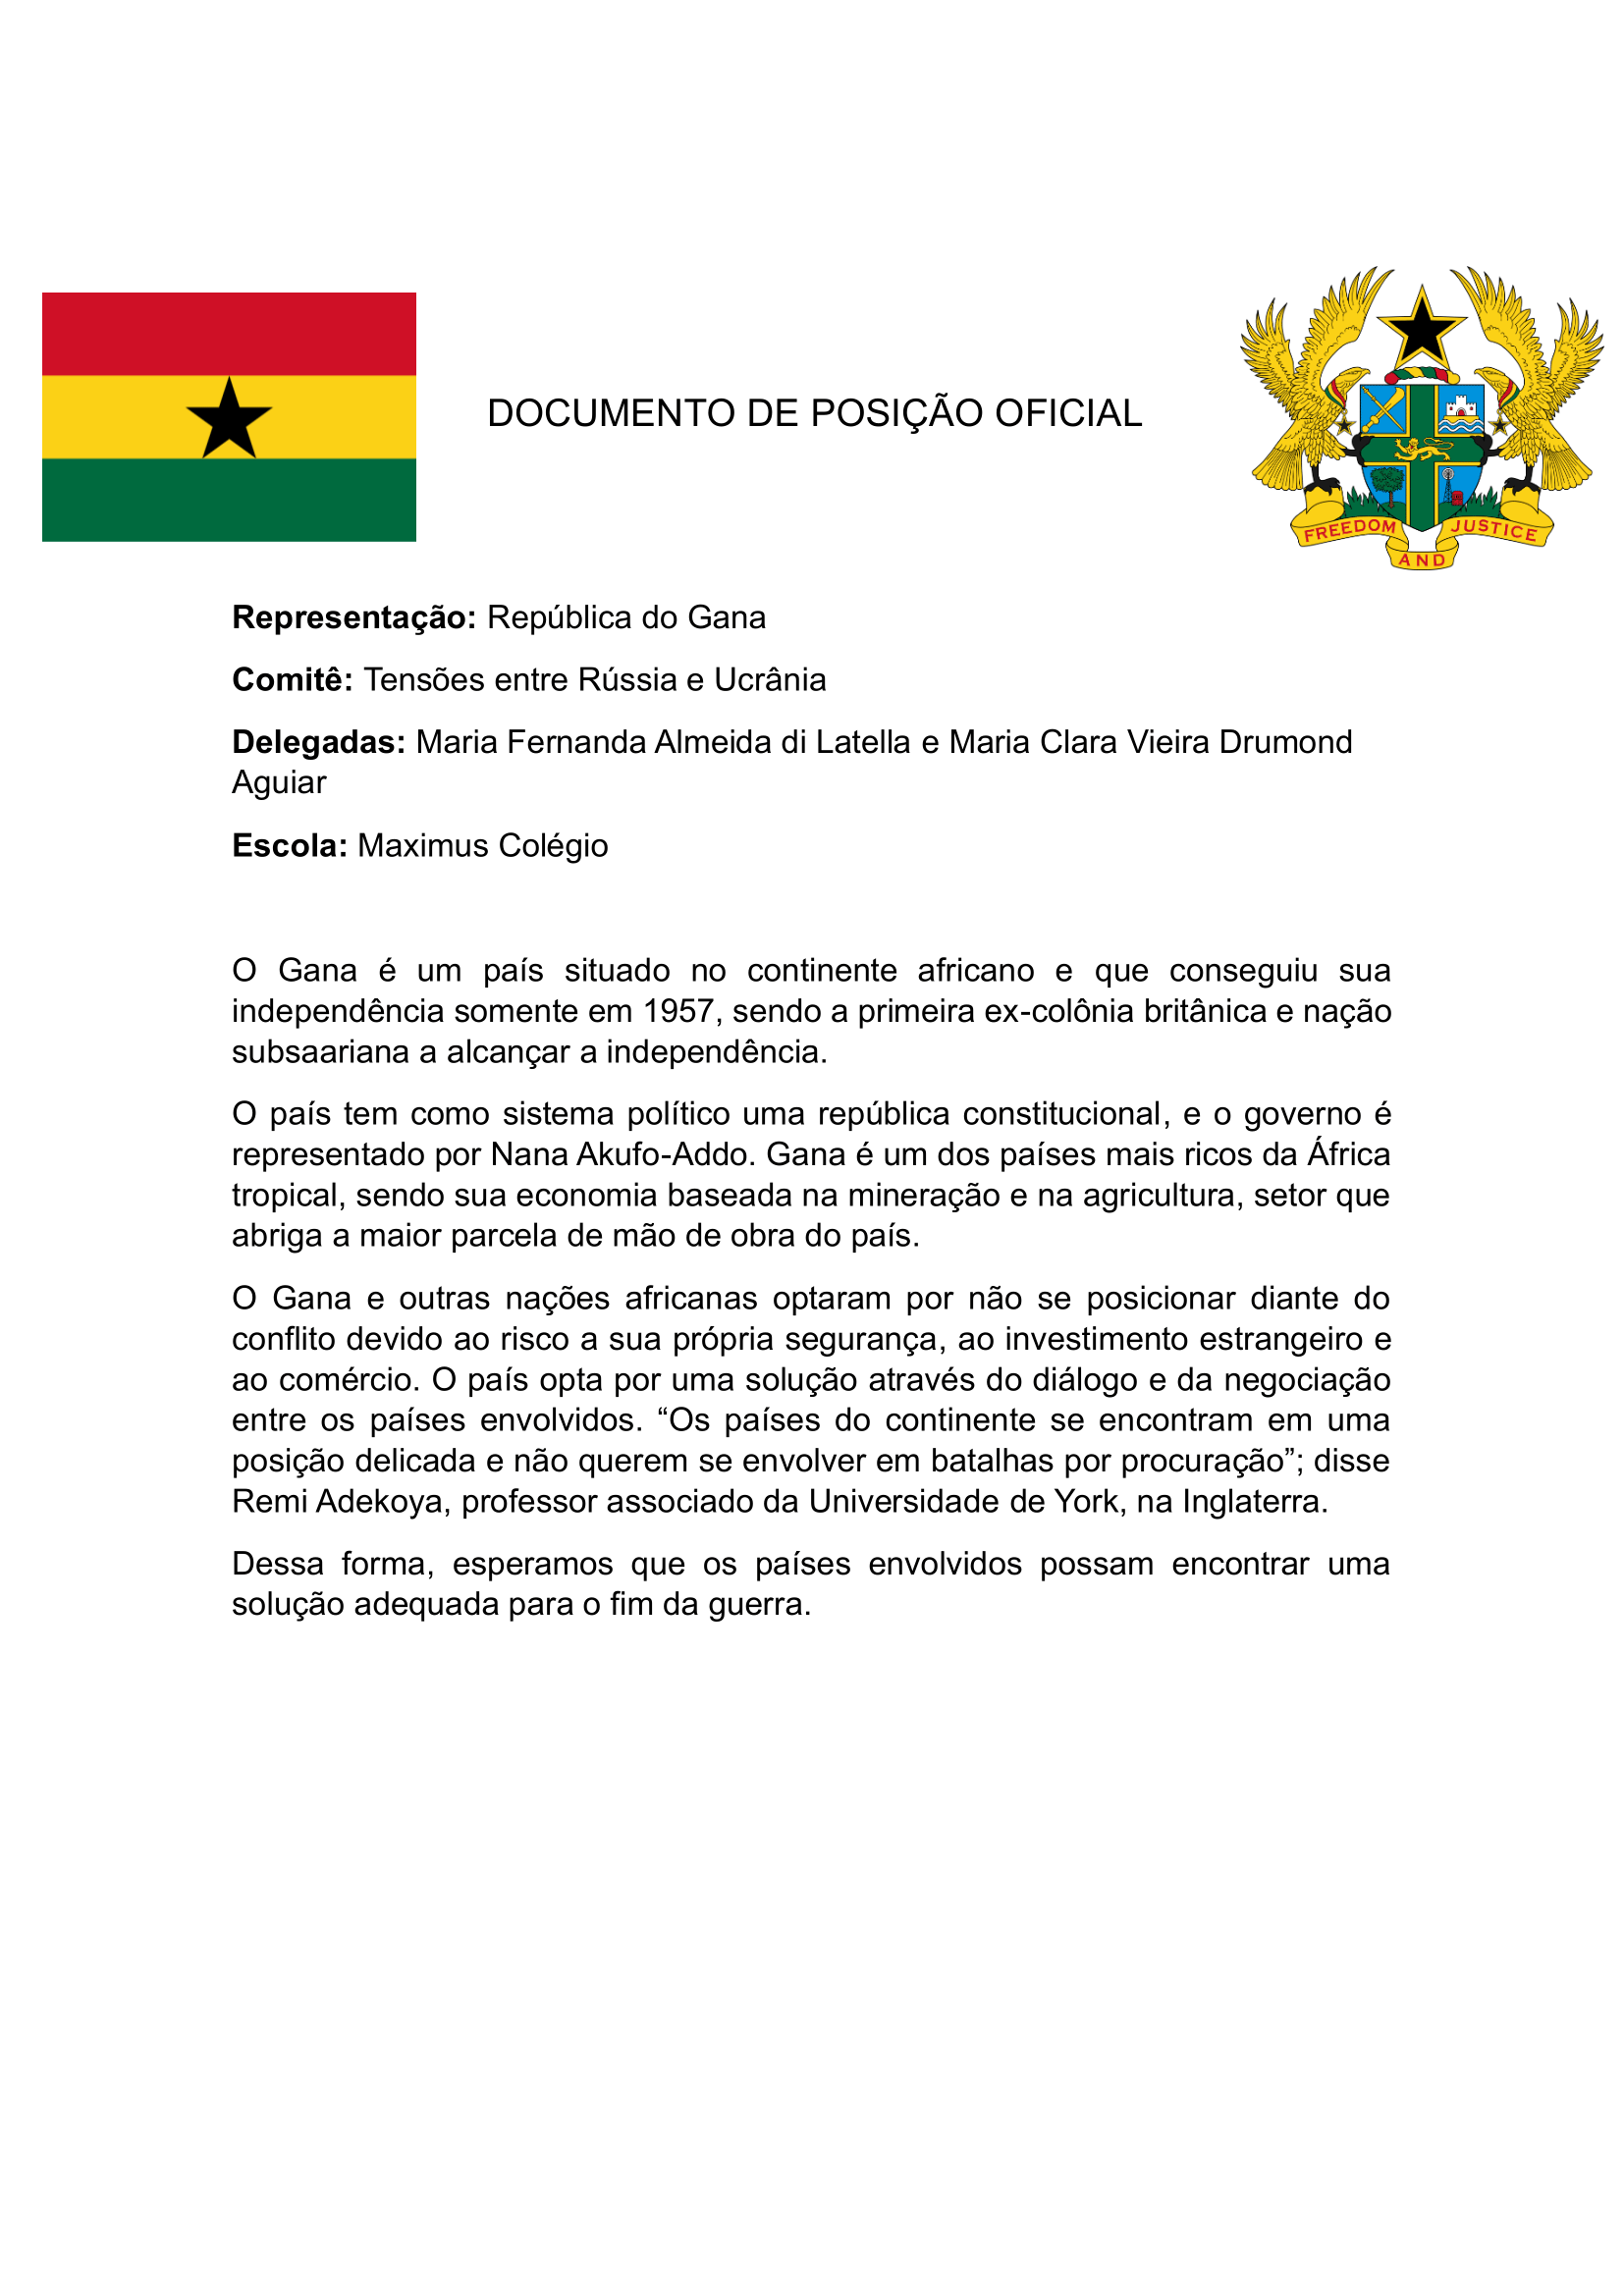 DOCUMENTO DE POSIÇÃO OFICIAL
FREEDOM AND JUSTICE
Representação: República do Gana
Comitê: Tensões entre Rússia e Ucrânia
Delegadas: Maria Fernanda Almeida di Latella e Maria Clara Vieira Drumond
Aguiar
Escola: Maximus Colégio
O Gana é um país situado no continente africano e que conseguiu sua
independência somente em 1957, sendo a primeira ex-colônia britânica e nação
subsaariana a alcançar a independência.
O país tem como sistema político uma república constitucional, e o governo é
representado por Nana Akufo-Addo. Gana é um dos países mais ricos da África
tropical, sendo sua economia baseada na mineração e na agricultura, setor que
abriga a maior parcela de mão de obra do país.
O Gana e outras nações africanas optaram por não se posicionar diante do
conflito devido ao risco a sua própria segurança, ao investimento estrangeiro e
ao comércio. O país opta por uma solução através do diálogo e da negociação
entre os países envolvidos. “Os países do continente se encontram em uma
posição delicada e não querem se envolver em batalhas por procuração”; disse
Remi Adekoya, professor associado da Universidade de York, na Inglaterra.
Dessa forma, esperamos que os países envolvidos possam encontrar uma
solução adequada para o fim da guerra.